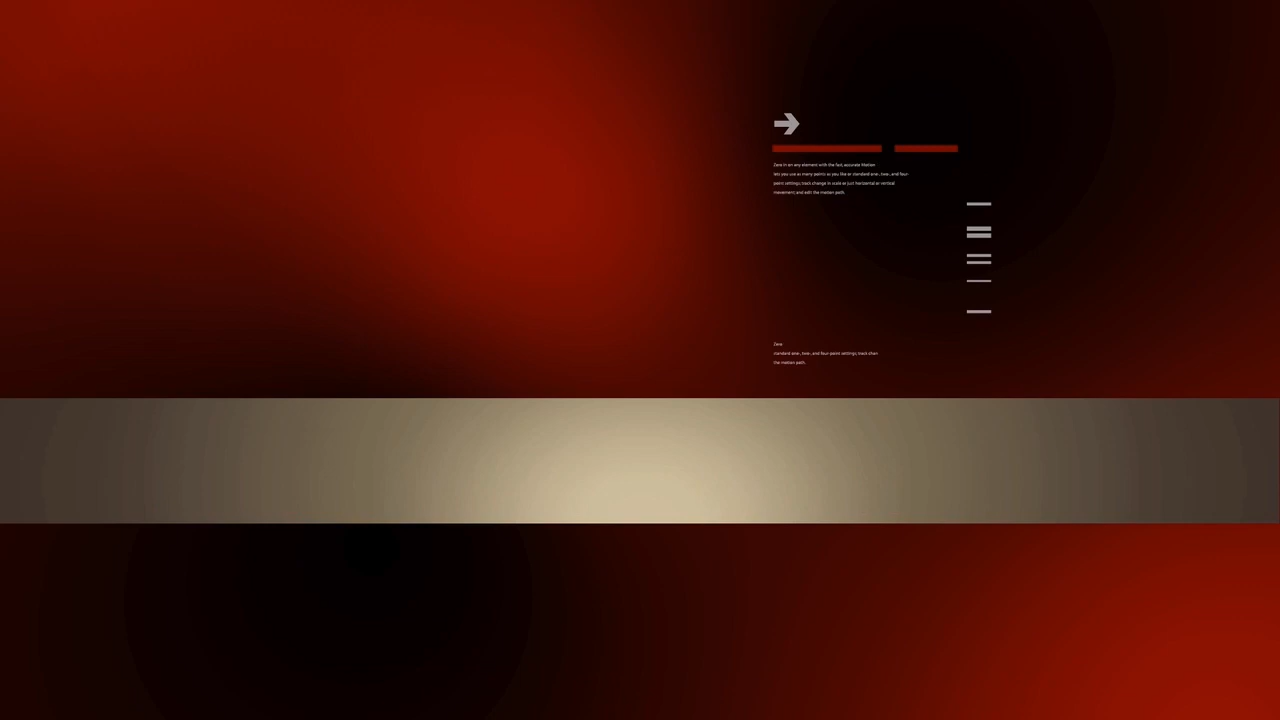 Zero in on any element with the fast, accurate Motion
lets you use as many points as you like or standard one-, two-, and four-
point settings; track change in scale or just horizontal or vertical
movement; and edit the motion path
Zero
standard one-, two-, and four-point settings; track chan
the motion path.